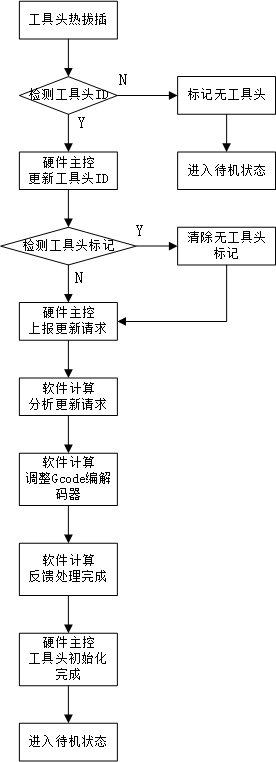 工具头热拔插
检测工具头ID
N
标记无工具头
Y
进入待机状态
硬件主控
更新工具头ID
检测工具头标记
Y
清除无工具头
标记
N
硬件主控
上报更新请求
软件计算
分析更新请求
软件计算
调整Gcode编解
码器
软件计算
反馈处理完成
硬件主控
工具头初始化
完成
进入待机状态